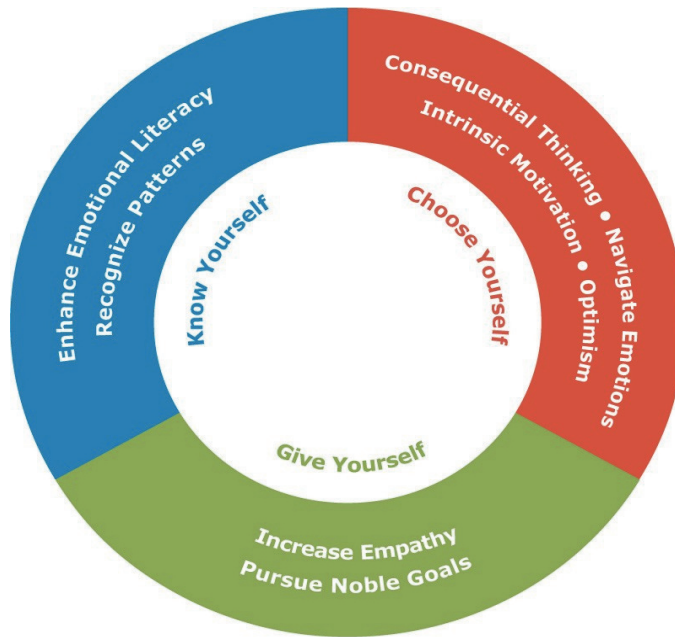 Enhance Emotional Literacy
Recognize Patterns
Know Yourself
Consequential Thinking ● Navigate Emotions
Intrinsic Motivation ● Optimism
Choose Yourself
Give Yourself
Increase Empathy
Pursue Noble Goals